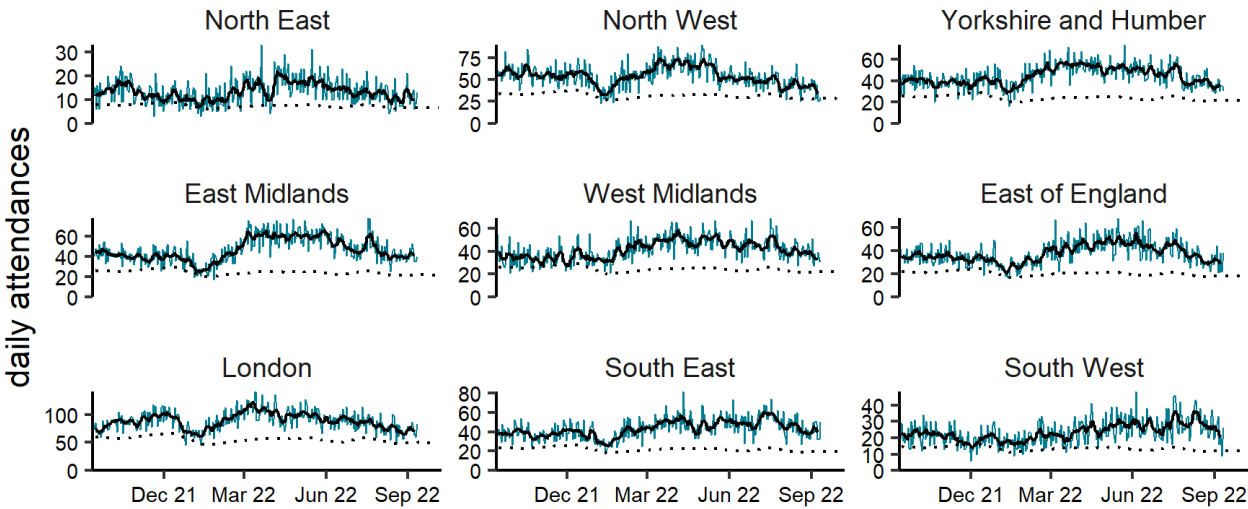 North East
North West
Yorkshire and Humber
30
20
10
0
75
50
25
0
60
40
20
0
daily attendances
East Midlands
West Midlands
East of England
60
40
20
0
60
40
20
0
60
40
20
0
London
South East
South West
100
50
0
80
60
40
20
0
40
30
20
10
0
Dec 21 Mar 22 Jun 22 Sep 22
Dec 21 Mar 22 Jun 22 Sep 22
Dec 21 Mar 22 Jun 22 Sep 22